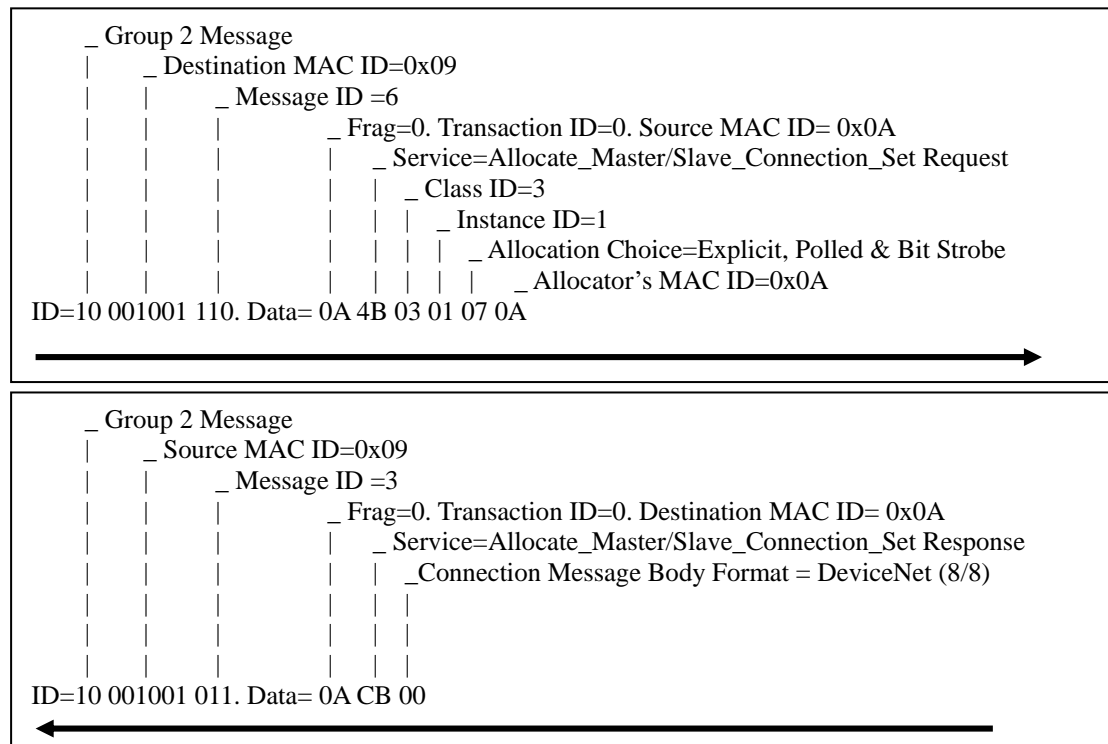 _ Group 2 Message
| _ Destination MAC ID=0x09
| | _ Message ID =6
| | | _ Frag=0. Transaction ID=0. Source MAC ID= 0x0A
| | | | _ Service=Allocate_Master/Slave_Connection_Set Request
| | | | | _ Class ID=3
| | | | | | _ Instance ID=1
| | | | | | | _ Allocation Choice=Explicit, Polled & Bit Strobe
| | | | | | | | _ Allocator’s MAC ID=0x0A
ID=10 001001 110. Data= 0A 4B 03 01 07 0A
_ Group 2 Message
| _ Source MAC ID=0x09
| | _ Message ID =3
| | | _ Frag=0. Transaction ID=0. Destination MAC ID= 0x0A
| | | | _ Service=Allocate_Master/Slave_Connection_Set Response
| | | | | _Connection Message Body Format = DeviceNet (8/8)
| | | | | |
| | | | | |
| | | | | |
| | | | | |
ID=10 001001 011. Data= 0A CB 00